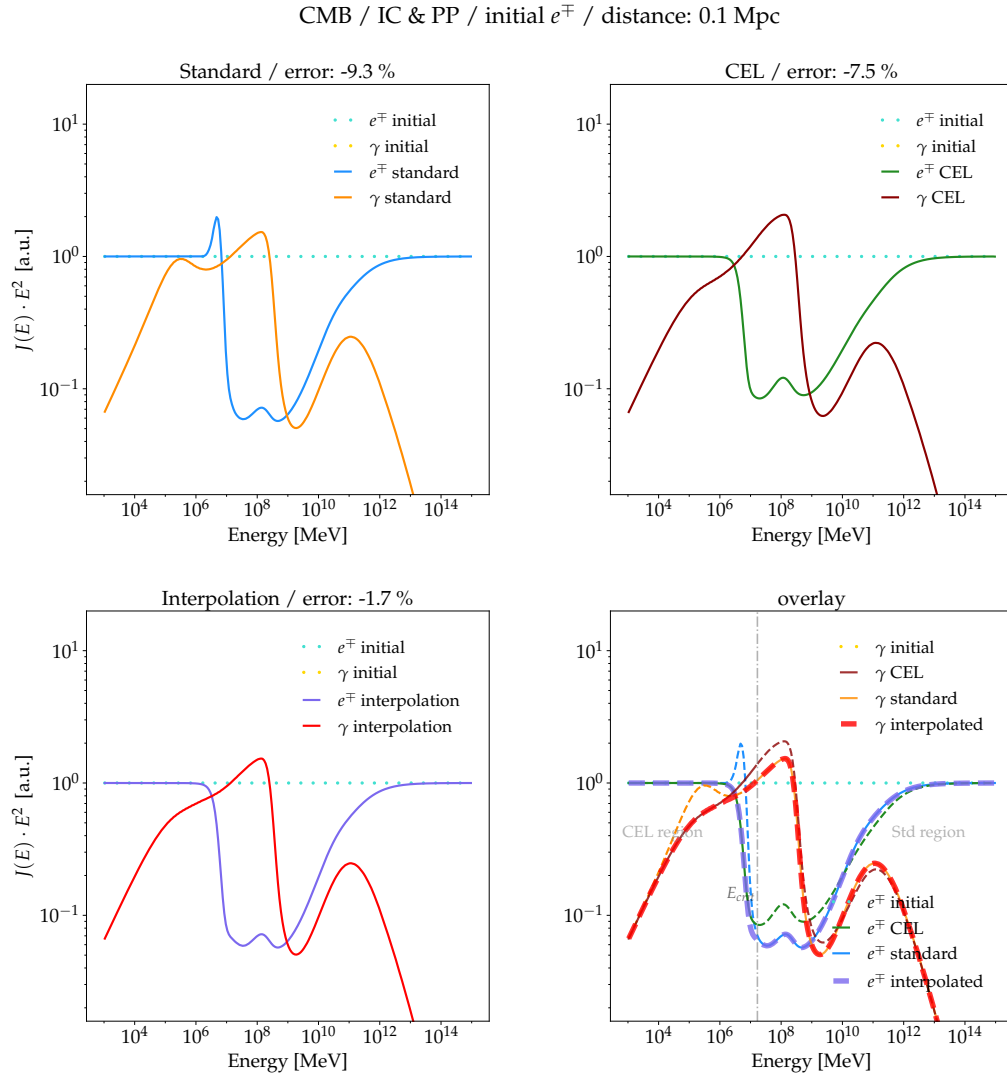 CMB / IC & PP / initial e∓ / distance: 0.1 Mpc
Standard / error: -9.3 %
J(E) · E² [a.u.]
10¹
10⁰
10⁻¹
e∓ initial
γ initial
e∓ standard
γ standard
10⁴ 10⁶ 10⁸ 10¹⁰ 10¹² 10¹⁴
Energy [MeV]
CEL / error: -7.5 %
10¹
10⁰
10⁻¹
e∓ initial
γ initial
e∓ CEL
γ CEL
10⁴ 10⁶ 10⁸ 10¹⁰ 10¹² 10¹⁴
Energy [MeV]
Interpolation / error: -1.7 %
J(E) · E² [a.u.]
10¹
10⁰
10⁻¹
e∓ initial
γ initial
e∓ interpolation
γ interpolation
10⁴ 10⁶ 10⁸ 10¹⁰ 10¹² 10¹⁴
Energy [MeV]
overlay
10¹
10⁰
10⁻¹
γ initial
γ CEL
γ standard
γ interpolated
CEL region
Std region
e∓ initial
e∓ CEL
e∓ standard
e∓ interpolated
10⁴ 10⁶ 10⁸ 10¹⁰ 10¹² 10¹⁴
Energy [MeV]